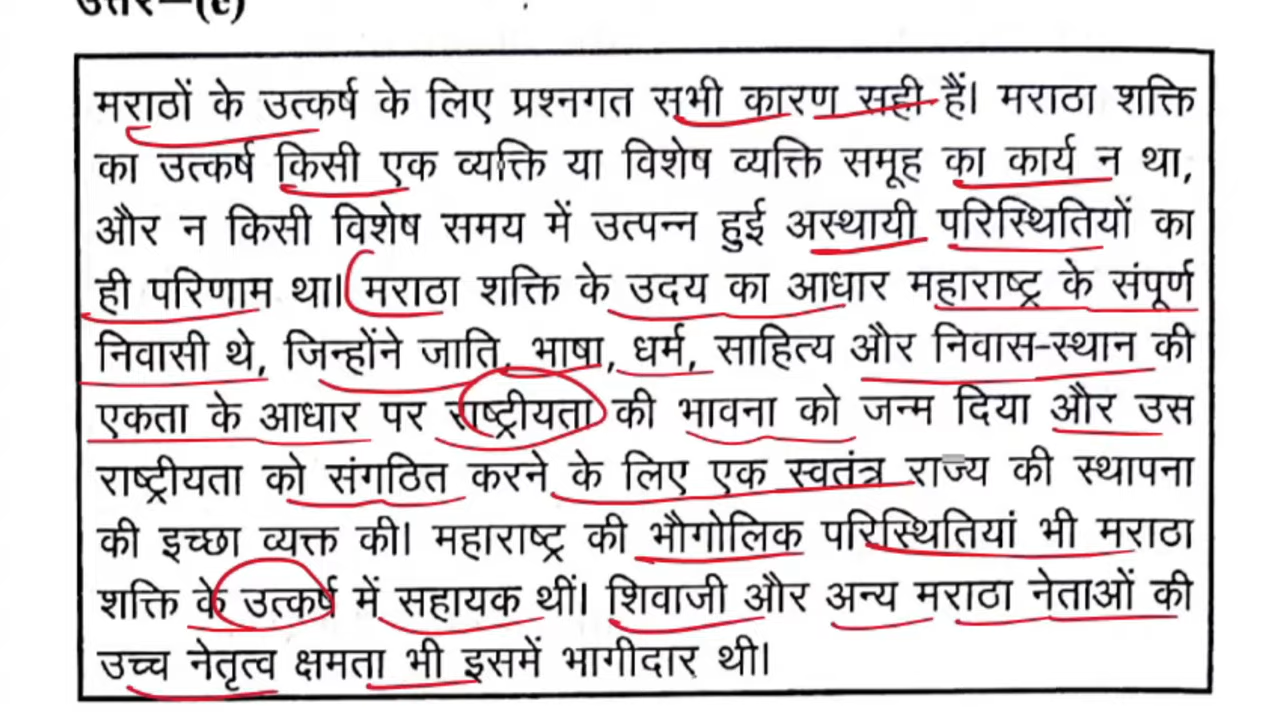 उत्तर—(e)
मराठों के उत्कर्ष के लिए प्रश्नगत सभी कारण सही हैं। मराठा शक्ति
का उत्कर्ष किसी एक व्यक्ति या विशेष व्यक्ति समूह का कार्य न था,
और न किसी विशेष समय में उत्पन्न हुई अस्थायी परिस्थितियों का
ही परिणाम था। मराठा शक्ति के उदय का आधार महाराष्ट्र के संपूर्ण
निवासी थे, जिन्होंने जाति, भाषा, धर्म, साहित्य और निवास-स्थान की
एकता के आधार पर राष्ट्रीयता की भावना को जन्म दिया और उस
राष्ट्रीयता को संगठित करने के लिए एक स्वतंत्र राज्य की स्थापना
की इच्छा व्यक्त की। महाराष्ट्र की भौगोलिक परिस्थितियां भी मराठा
शक्ति के उत्कर्ष में सहायक थीं। शिवाजी और अन्य मराठा नेताओं की
उच्च नेतृत्व क्षमता भी इसमें भागीदार थी।